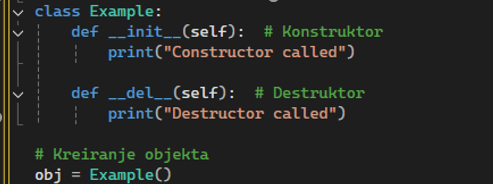 class Example:
    def __init__(self):  # Konstruktor
        print("Constructor called")
    def __del__(self):  # Destruktor
        print("Destructor called")
# Kreiranje objekta
obj = Example()